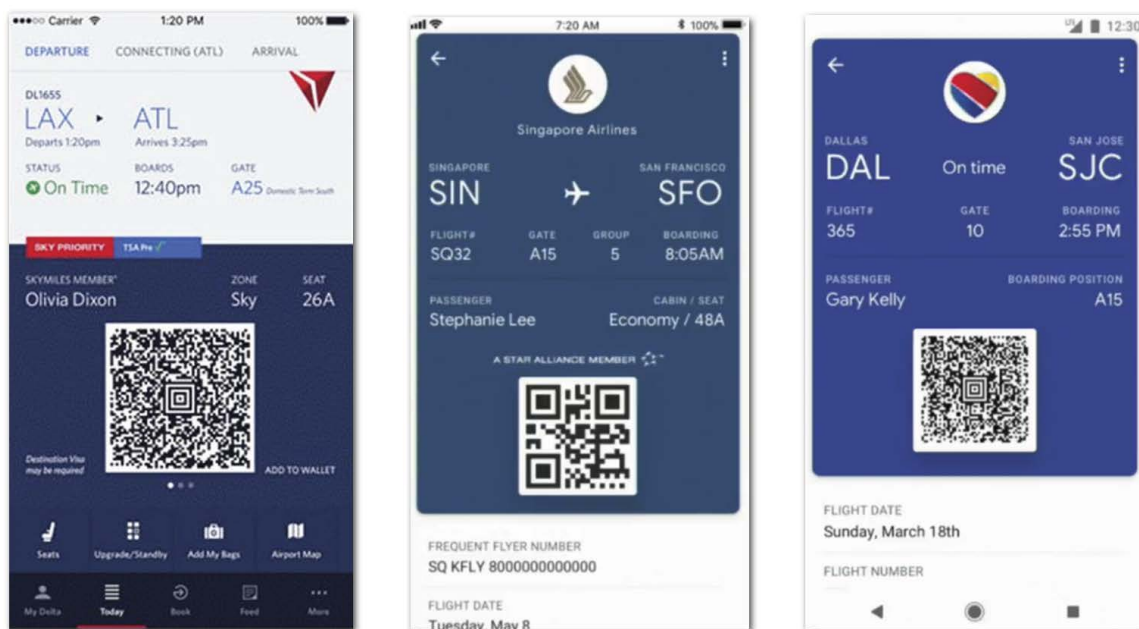 Carrier 1:20 PM 100%
DEPARTURE CONNECTING (ATL) ARRIVAL
DL1655
LAX ATL
Departs 1:20pm Arrives 3:25pm
STATUS BOARDS GATE
On Time 12:40pm A25 Domestic Term South
SKY PRIORITY TSA Pre
SKYMILES MEMBER ZONE SEAT
Olivia Dixon Sky 26A
Destination Visa
may be required ADD TO WALLET
Seats Upgrade/Standby Add My Bags Airport Map
My Delta Today Book Feed More
7:20 AM 100%
Singapore Airlines
SINGAPORE SAN FRANCISCO
SIN SFO
FLIGHT# GATE GROUP BOARDING
SQ32 A15 5 8:05AM
PASSENGER CABIN / SEAT
Stephanie Lee Economy / 48A
A STAR ALLIANCE MEMBER
FREQUENT FLYER NUMBER
SQ KFLY 8000000000000
FLIGHT DATE
Tuesday, May 8
12:30
DALLAS SAN JOSE
DAL On time SJC
FLIGHT# GATE BOARDING
365 10 2:55 PM
PASSENGER BOARDING POSITION
Gary Kelly A15
FLIGHT DATE
Sunday, March 18th
FLIGHT NUMBER